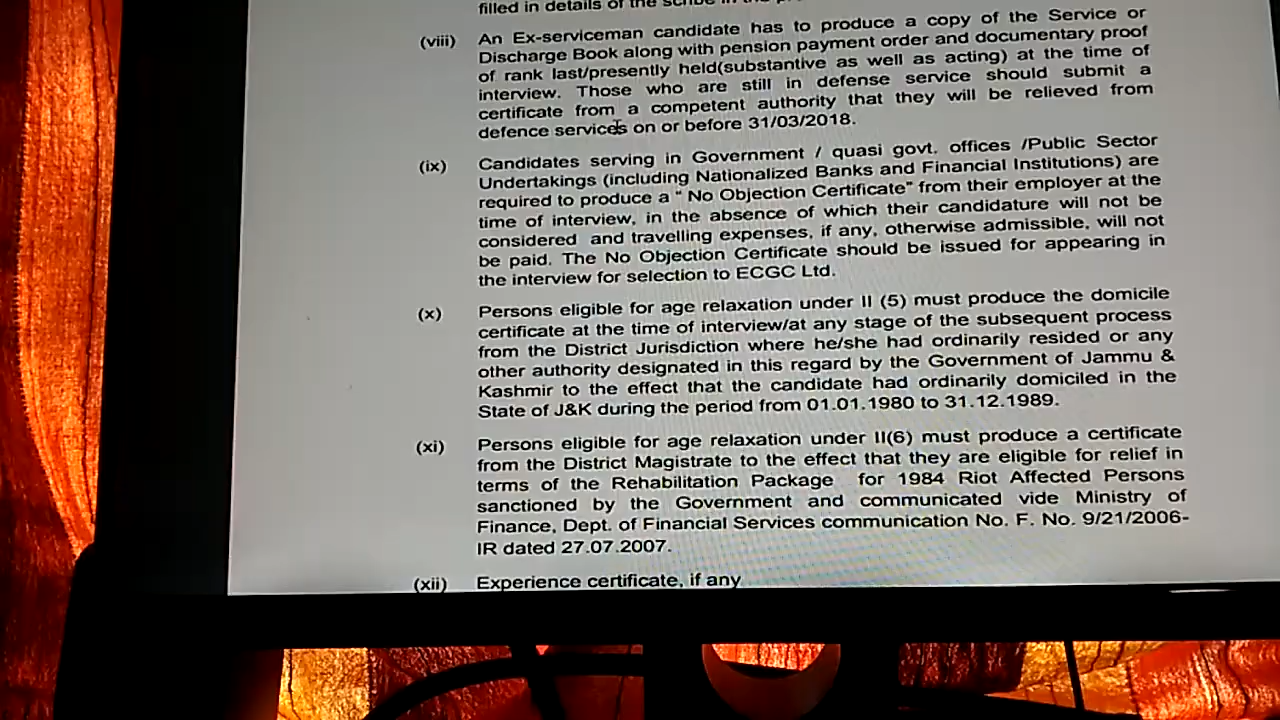 filled in details of the scribe in the
(viii) An Ex-serviceman candidate has to produce a copy of the Service or
Discharge Book along with pension payment order and documentary proof
of rank last/presently held(substantive as well as acting) at the time of
interview. Those who are still in defense service should submit a
certificate from a competent authority that they will be relieved from
defence services on or before 31/03/2018.
(ix) Candidates serving in Government / quasi govt. offices /Public Sector
Undertakings (including Nationalized Banks and Financial Institutions) are
required to produce a “ No Objection Certificate” from their employer at the
time of interview, in the absence of which their candidature will not be
considered and travelling expenses, if any, otherwise admissible, will not
be paid. The No Objection Certificate should be issued for appearing in
the interview for selection to ECGC Ltd.
(x) Persons eligible for age relaxation under II (5) must produce the domicile
certificate at the time of interview/at any stage of the subsequent process
from the District Jurisdiction where he/she had ordinarily resided or any
other authority designated in this regard by the Government of Jammu &
Kashmir to the effect that the candidate had ordinarily domiciled in the
State of J&K during the period from 01.01.1980 to 31.12.1989.
(xi) Persons eligible for age relaxation under II(6) must produce a certificate
from the District Magistrate to the effect that they are eligible for relief in
terms of the Rehabilitation Package for 1984 Riot Affected Persons
sanctioned by the Government and communicated vide Ministry of
Finance, Dept. of Financial Services communication No. F. No. 9/21/2006-
IR dated 27.07.2007.
(xii) Experience certificate, if any